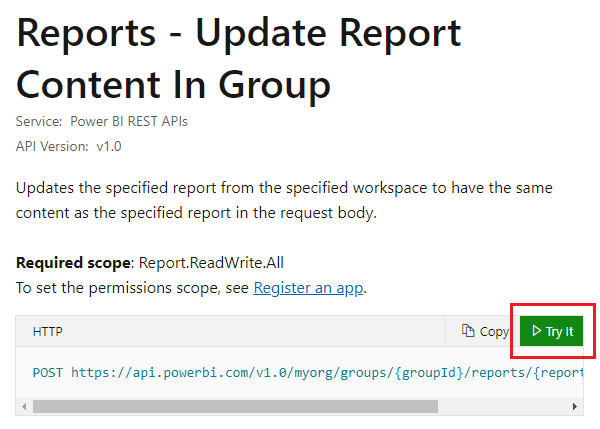 Reports - Update Report
Content In Group
Service: Power BI REST APIs
API Version: v1.0
Updates the specified report from the specified workspace to have the same
content as the specified report in the request body.
Required scope: Report.ReadWrite.All
To set the permissions scope, see Register an app.
HTTP Copy Try It
POST https://api.powerbi.com/v1.0/myorg/groups/{groupId}/reports/{report